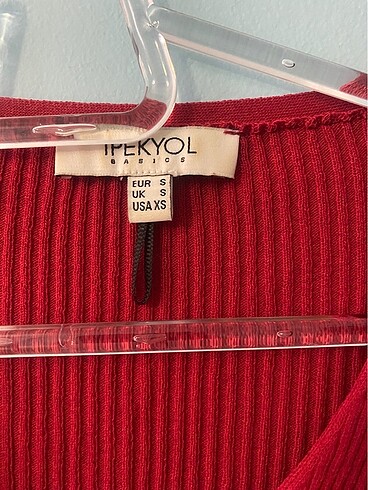 IPEKYOL
BASICS
EUR S
UK S
USA XS